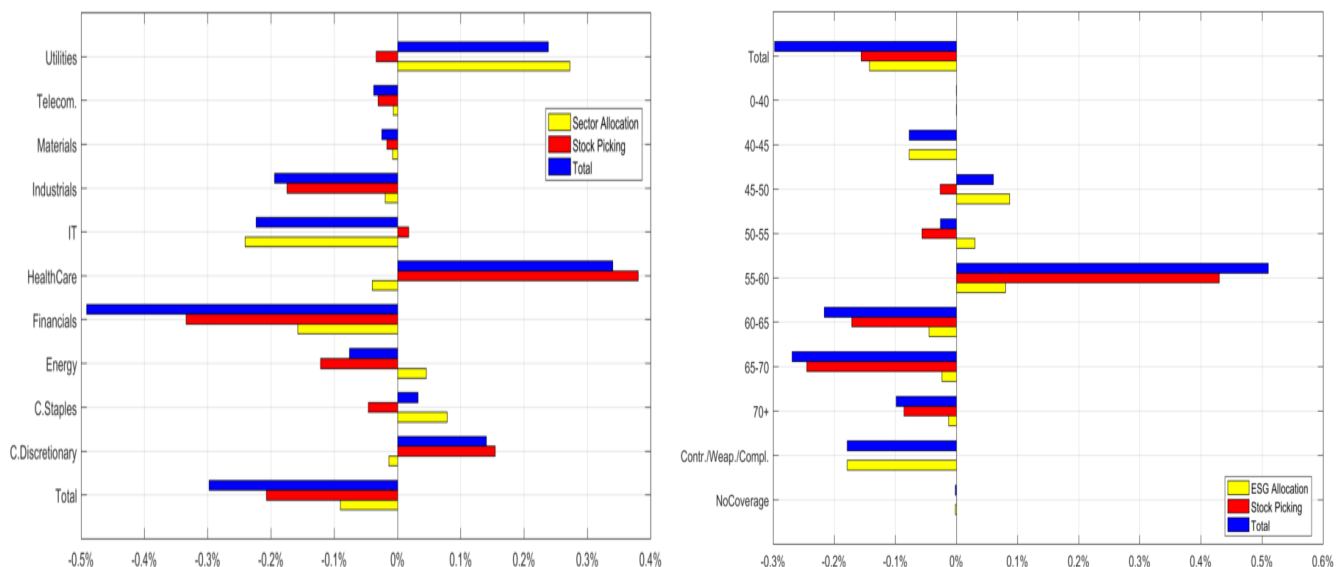 Utilities
Telecom.
Materials
Industrials
IT
HealthCare
Financials
Energy
C.Staples
C.Discretionary
Total
-0.5% -0.4% -0.3% -0.2% -0.1% 0% 0.1% 0.2% 0.3% 0.4%
Sector Allocation
Stock Picking
Total
Total
0-40
40-45
45-50
50-55
55-60
60-65
65-70
70+
Contr./Weap./Compl.
NoCoverage
-0.3% -0.2% -0.1% 0% 0.1% 0.2% 0.3% 0.4% 0.5% 0.6%
ESG Allocation
Stock Picking
Total